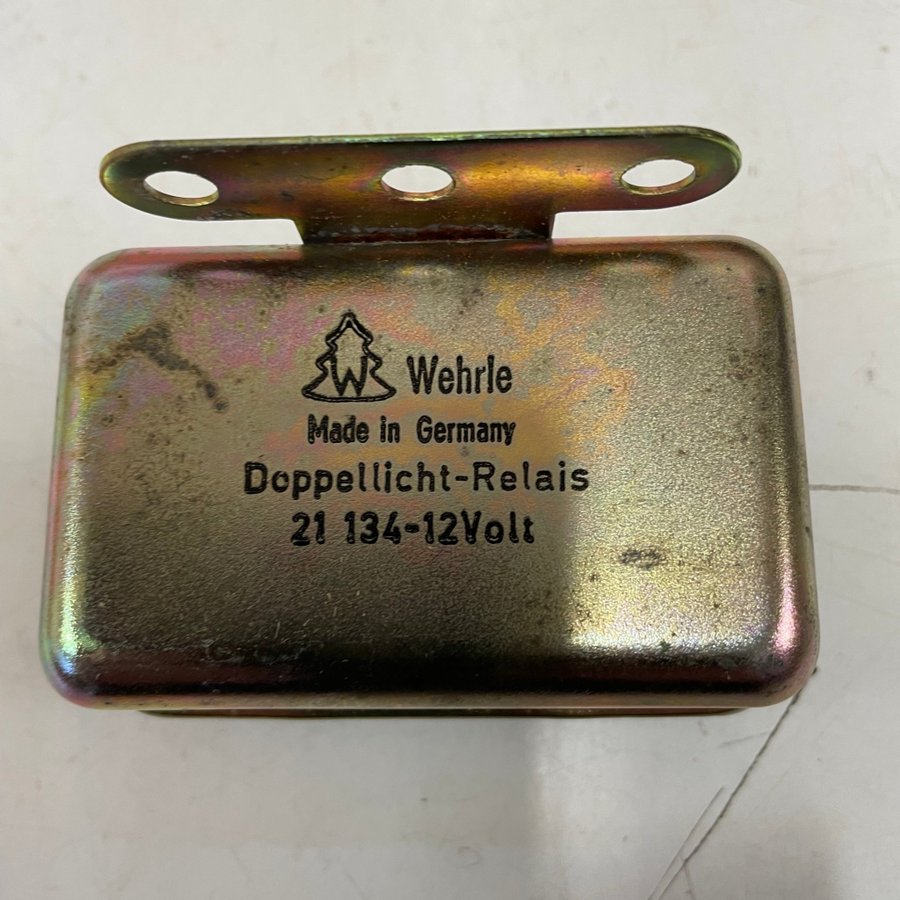 W Wehrle
Made in Germany
Doppellicht-Relais
21 134-12Volt